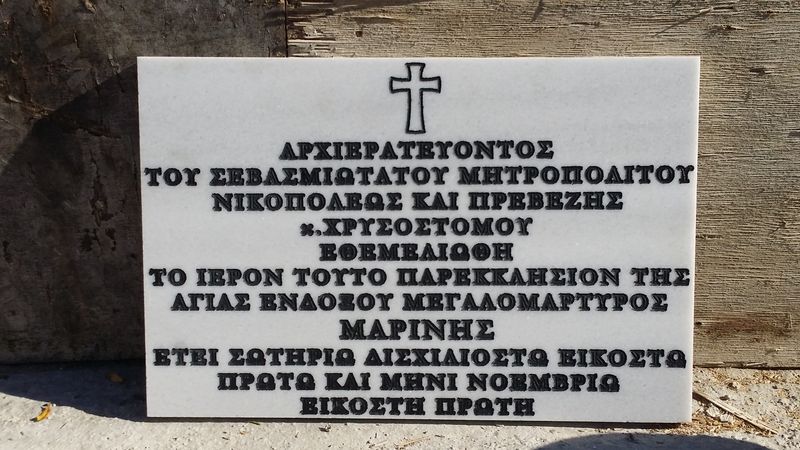 ΑΡΧΙΕΡΑΤΕΥΟΝΤΟΣ
ΤΟΥ ΣΕΒΑΣΜΙΩΤΑΤΟΥ ΜΗΤΡΟΠΟΛΙΤΟΥ
ΝΙΚΟΠΟΛΕΩΣ ΚΑΙ ΠΡΕΒΕΖΗΣ
κ.ΧΡΥΣΟΣΤΟΜΟΥ
ΕΘΕΜΕΛΙΩΘΗ
ΤΟ ΙΕΡΟΝ ΤΟΥΤΟ ΠΑΡΕΚΚΛΗΣΙΟΝ ΤΗΣ
ΑΓΙΑΣ ΕΝΔΟΞΟΥ ΜΕΓΑΛΟΜΑΡΤΥΡΟΣ
ΜΑΡΙΝΗΣ
ΕΤΕΙ ΣΩΤΗΡΙΩ ΔΙΣΧΙΛΙΟΣΤΩ ΕΙΚΟΣΤΩ
ΠΡΩΤΩ ΚΑΙ ΜΗΝΙ ΝΟΕΜΒΡΙΩ
ΕΙΚΟΣΤΗ ΠΡΩΤΗ